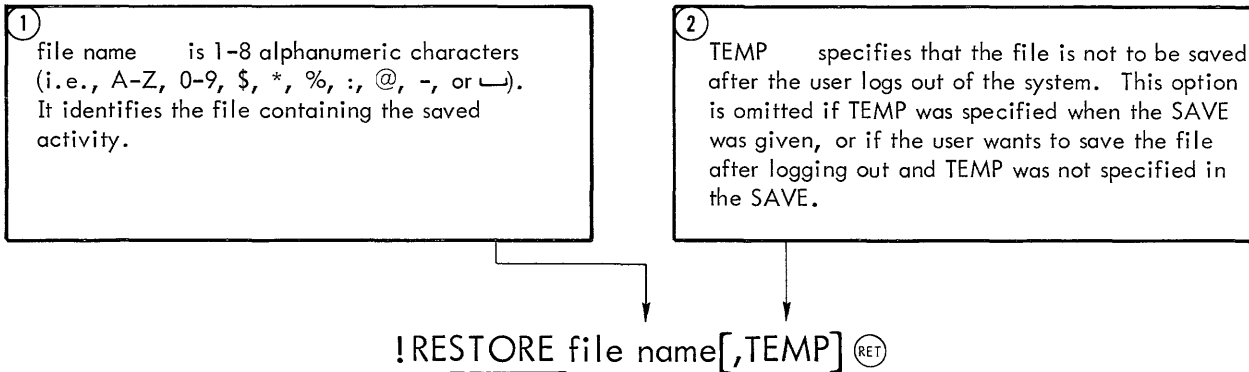 1
file name is 1-8 alphanumeric characters
(i.e., A-Z, 0-9, $, *, %, :, @, -, or ⎵).
It identifies the file containing the saved
activity.
2
TEMP specifies that the file is not to be saved
after the user logs out of the system. This option
is omitted if TEMP was specified when the SAVE
was given, or if the user wants to save the file
after logging out and TEMP was not specified in
the SAVE.
!RESTORE file name[,TEMP] RET